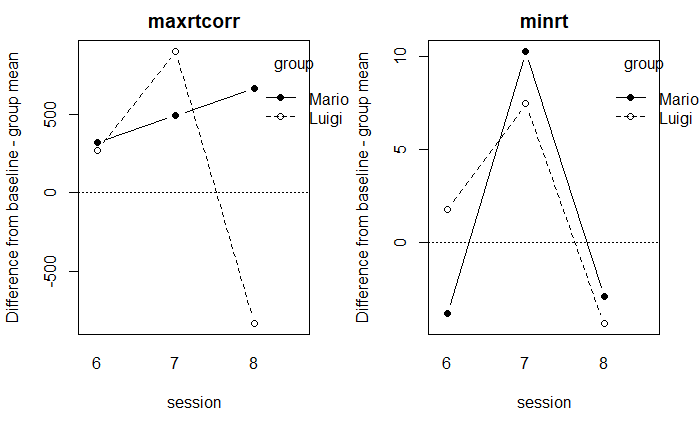 maxrtcorr
Difference from baseline - group mean
500
0
-500
group
Mario
Luigi
6 7 8
session
minrt
Difference from baseline - group mean
10
5
0
group
Mario
Luigi
6 7 8
session